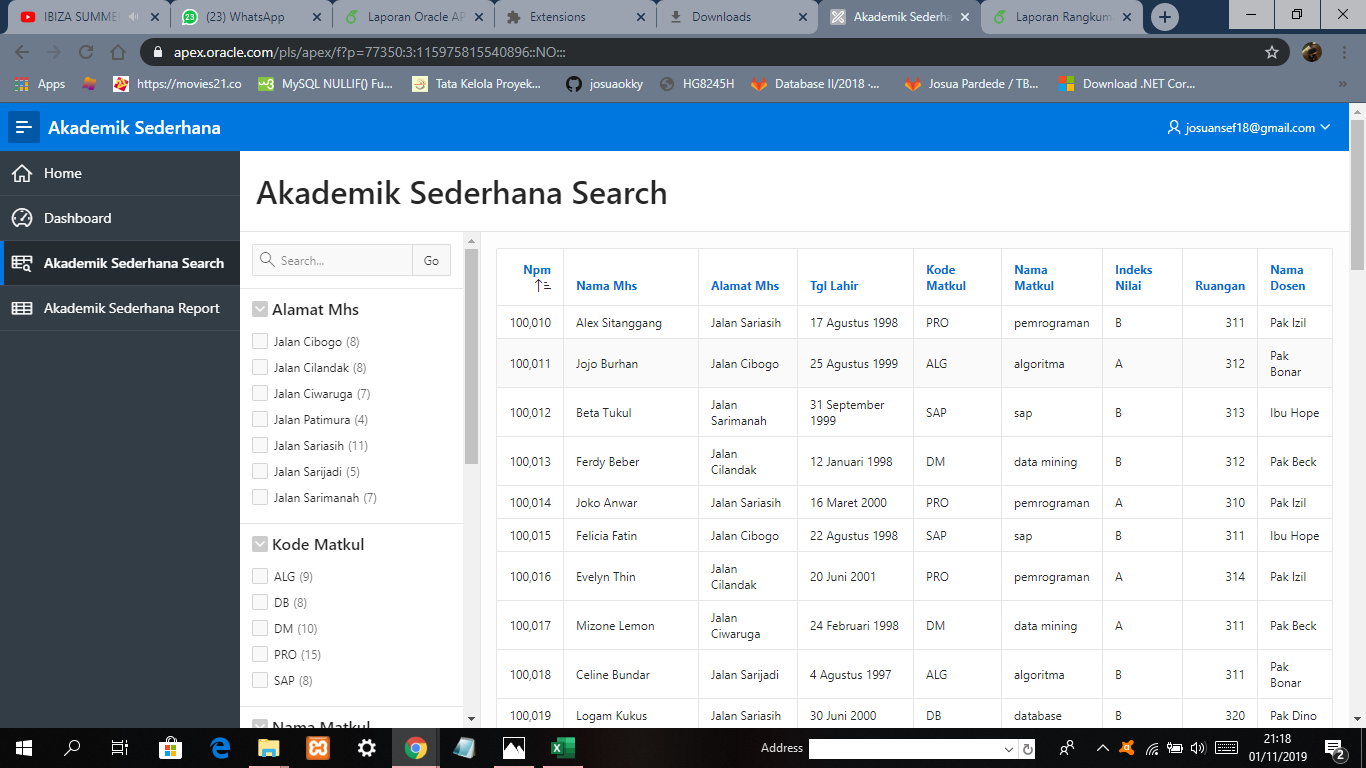 IBIZA SUMME
(23) WhatsApp
Laporan Oracle AP
Extensions
Downloads
Akademik Sederha
Laporan Rangkum
apex.oracle.com/pls/apex/f?p=77350:3:115975815540896::NO:::
Apps
https://movies21.co
MySQL NULLIF() Fu...
Tata Kelola Proyek...
josuaokky
HG8245H
Database II/2018 ·...
Josua Pardede / TB...
Download .NET Cor...
»
Akademik Sederhana
josuansef18@gmail.com
Home
Dashboard
Akademik Sederhana Search
Akademik Sederhana Report
Akademik Sederhana Search
Search...
Go
Alamat Mhs
Jalan Cibogo (8)
Jalan Cilandak (8)
Jalan Ciwaruga (7)
Jalan Patimura (4)
Jalan Sariasih (11)
Jalan Sarijadi (5)
Jalan Sarimanah (7)
Kode Matkul
ALG (9)
DB (8)
DM (10)
PRO (15)
SAP (8)
Nama Matkul
Npm Nama Mhs Alamat Mhs Tgl Lahir Kode Matkul Nama Matkul Indeks Nilai Ruangan Nama Dosen
100,010 Alex Sitanggang Jalan Sariasih 17 Agustus 1998 PRO pemrograman B 311 Pak Izil
100,011 Jojo Burhan Jalan Cibogo 25 Agustus 1999 ALG algoritma A 312 Pak Bonar
100,012 Beta Tukul Jalan Sarimanah 31 September 1999 SAP sap B 313 Ibu Hope
100,013 Ferdy Beber Jalan Cilandak 12 Januari 1998 DM data mining B 312 Pak Beck
100,014 Joko Anwar Jalan Sariasih 16 Maret 2000 PRO pemrograman A 310 Pak Izil
100,015 Felicia Fatin Jalan Cibogo 22 Agustus 1998 SAP sap B 311 Ibu Hope
100,016 Evelyn Thin Jalan Cilandak 20 Juni 2001 PRO pemrograman A 314 Pak Izil
100,017 Mizone Lemon Jalan Ciwaruga 24 Februari 1998 DM data mining A 311 Pak Beck
100,018 Celine Bundar Jalan Sarijadi 4 Agustus 1997 ALG algoritma B 311 Pak Bonar
100,019 Logam Kukus Jalan Sariasih 30 Juni 2000 DB database B 320 Pak Dino
Address
21:18
01/11/2019
2